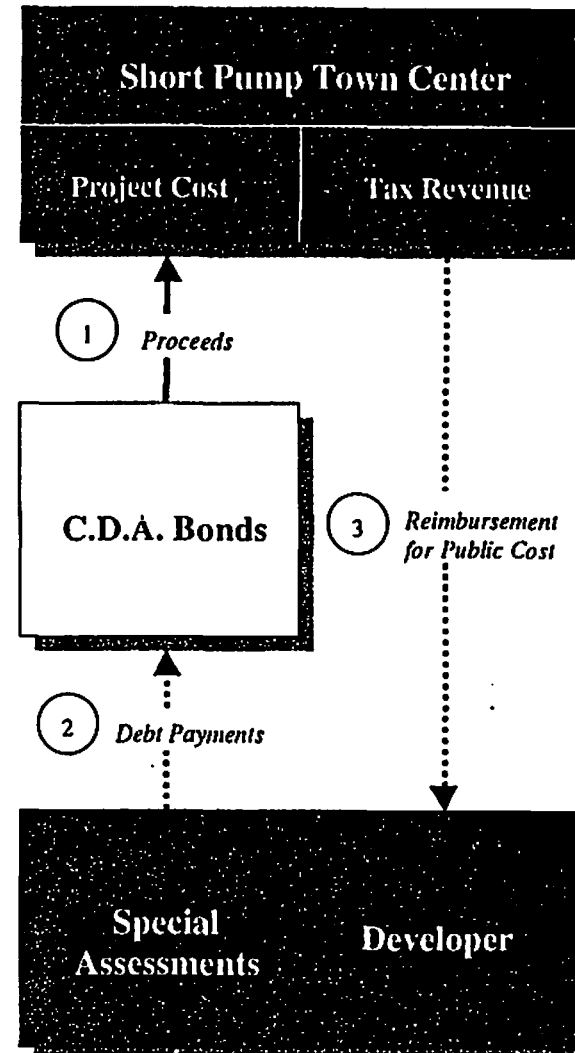 Short Pump Town Center
Project Cost
Tax Revenue
1
Proceeds
C.D.A. Bonds
3
Reimbursement
for Public Cost
2
Debt Payments
Special
Assessments
Developer